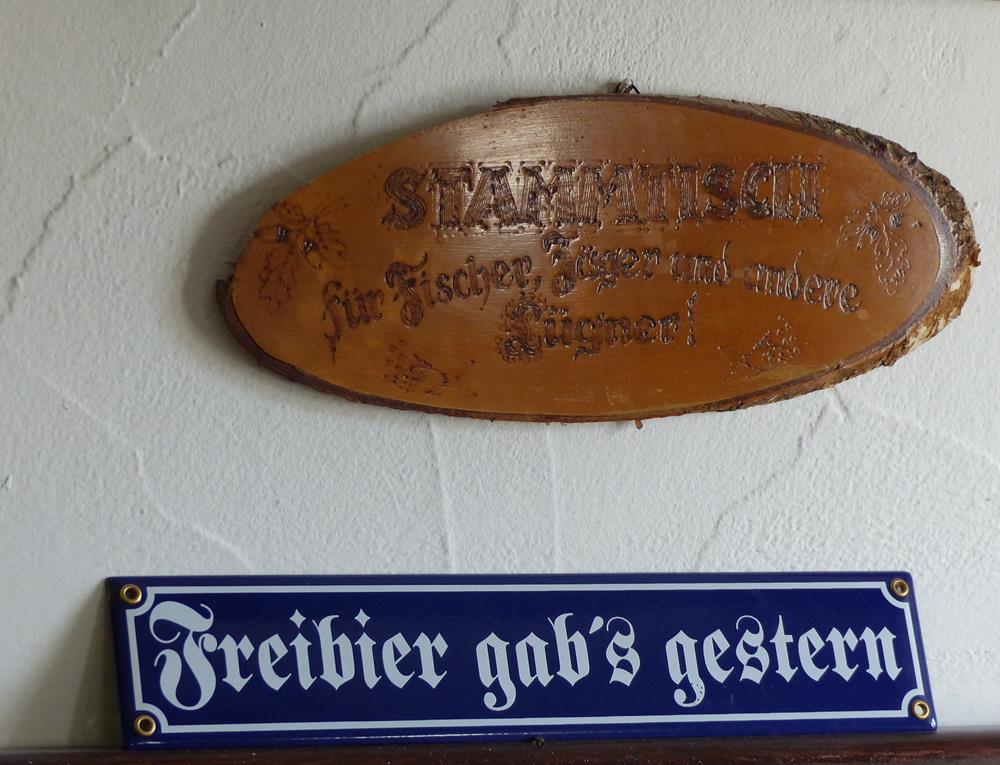 STAMMTISCH
für Fischer, Jäger und andere
Lügner!
Freibier gab´s gestern